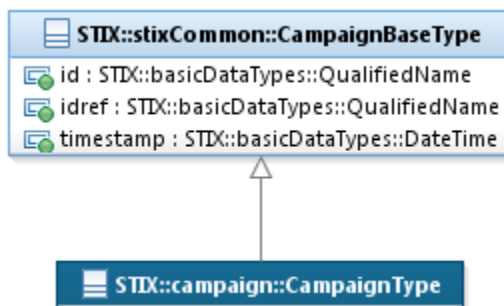 STIX::stixCommon::CampaignBaseType
id : STIX::basicDataTypes::QualifiedName
idref : STIX::basicDataTypes::QualifiedName
timestamp : STIX::basicDataTypes::DateTime
STIX::campaign::CampaignType